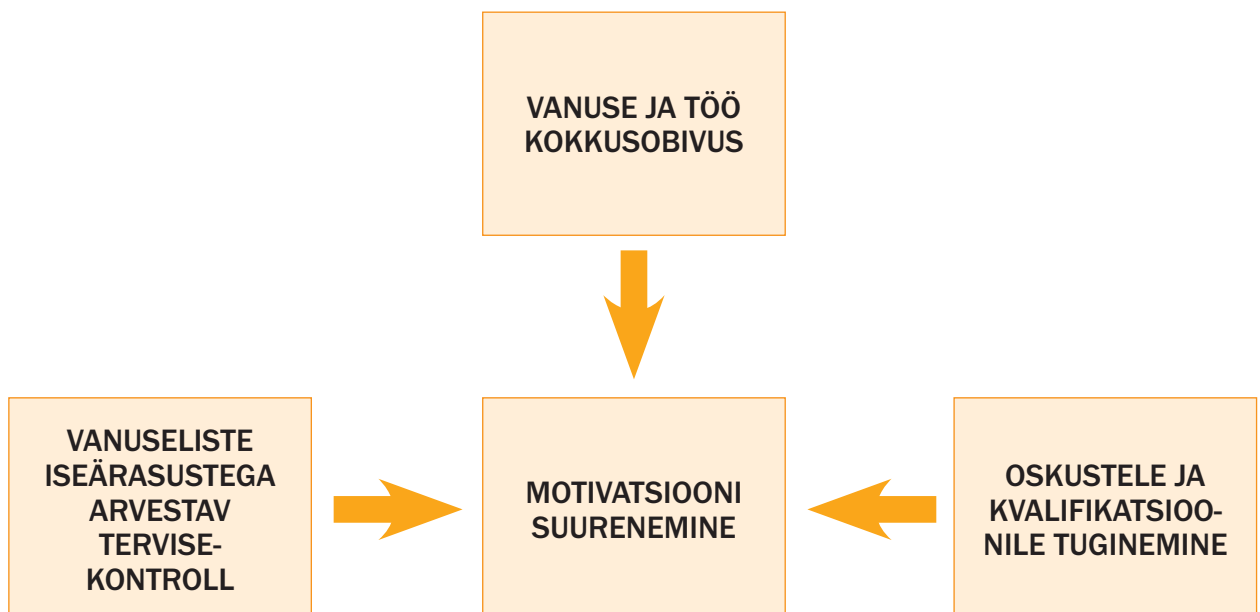 VANUSE JA TÖÖ
KOKKUSOBIVUS
VANUSELISTE
ISEÄRASUSTEGA
ARVESTAV
TERVISE-
KONTROLL
MOTIVATSIOONI
SUURENEMINE
OSKUSTELE JA
KVALIFIKATSIOO-
NILE TUGINEMINE